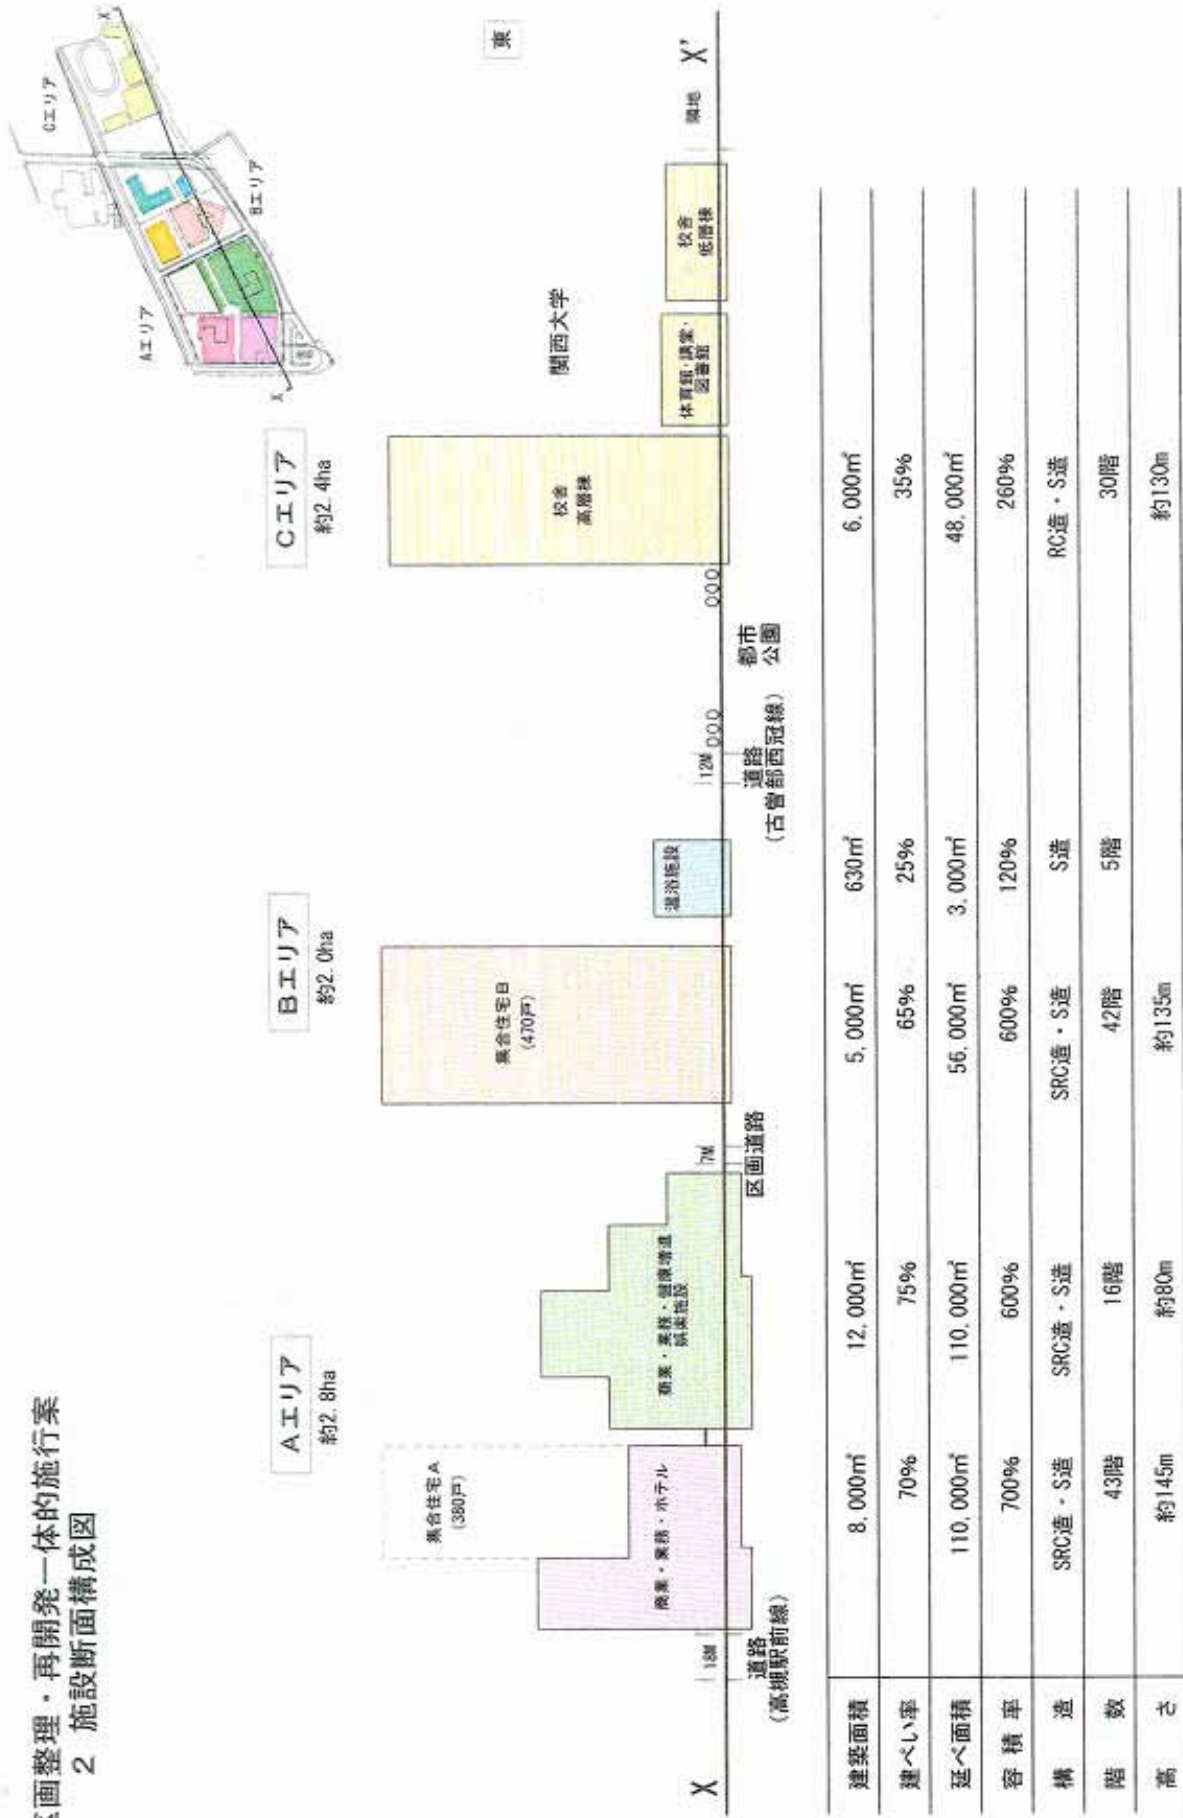 画整理・再開発一体的施行案
2 施設断面構成図
Aエリア
約2.8ha
Bエリア
約2.0ha
Cエリア
約2.4ha
Aエリア
Bエリア
Cエリア
X
X'
東
集合住宅A
(380戸)
商業・業務・ホテル
商業・業務・健康増進
娯楽施設
集合住宅B
(470戸)
温浴施設
校舎
高層棟
関西大学
体育館・講堂・
図書館
校舎
低層棟
X
18M
道路
(高槻駅前線)
7M
区画道路
12M
道路
(古曽部西冠線)
都市
公園
隣地
X'
建築面積 8,000㎡ 12,000㎡ 5,000㎡ 630㎡ 6,000㎡
建ぺい率 70% 75% 65% 25% 35%
延べ面積 110,000㎡ 110,000㎡ 56,000㎡ 3,000㎡ 48,000㎡
容積率 700% 600% 600% 120% 260%
構造 SRC造・S造 SRC造・S造 SRC造・S造 S造 RC造・S造
階数 43階 16階 42階 5階 30階
高さ 約145m 約80m 約135m 約130m